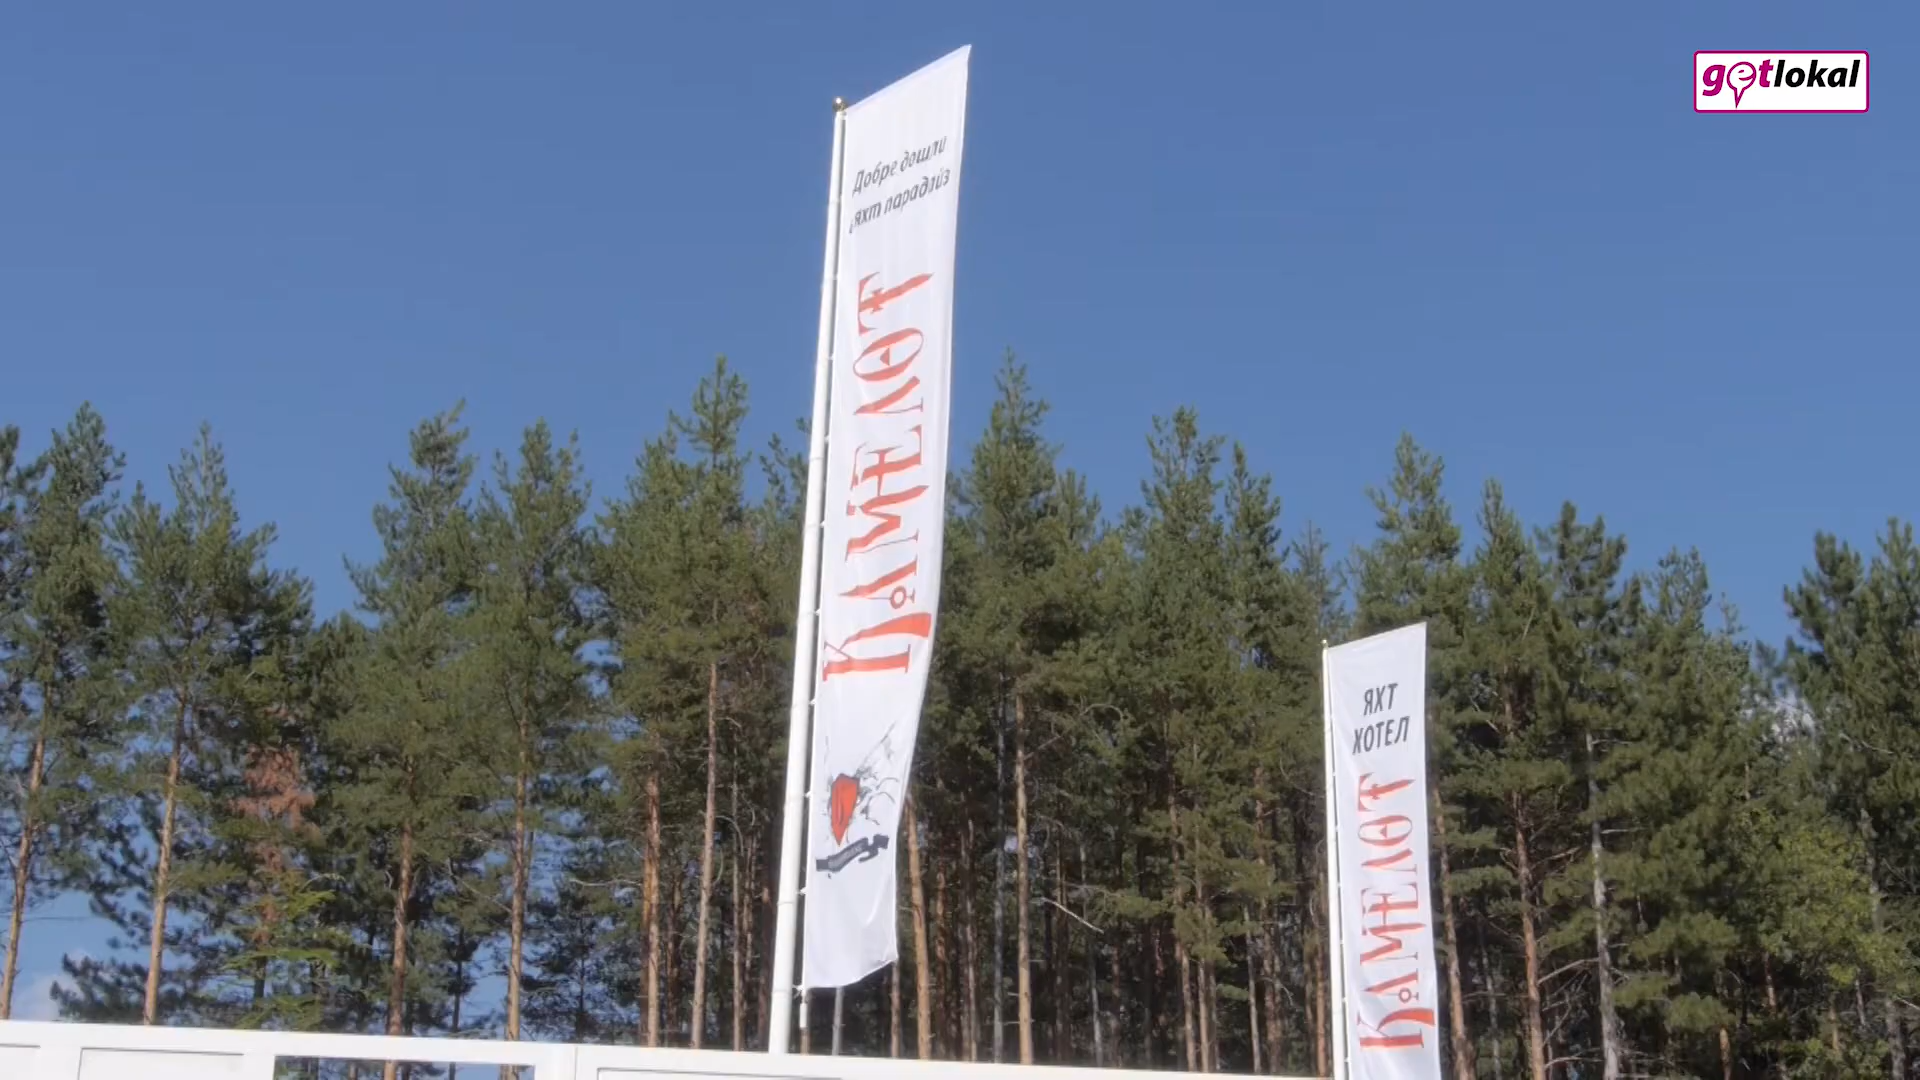 getlokal
Добре дошли
яхт парадайз
КАМЕЛОТ
ЯХТ
ХОТЕЛ
КАМЕЛОТ